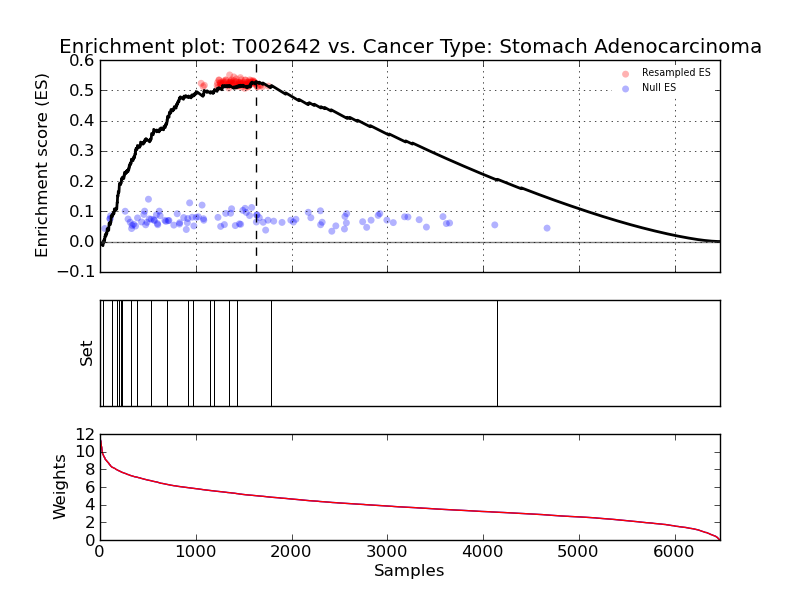 Enrichment plot: T002642 vs. Cancer Type: Stomach Adenocarcinoma
0.6
0.5
0.4
0.3
0.2
0.1
0.0
−0.1
Enrichment score (ES)
Resampled ES
Null ES
Set
12
10
8
6
4
2
0
Weights
0 1000 2000 3000 4000 5000 6000
Samples